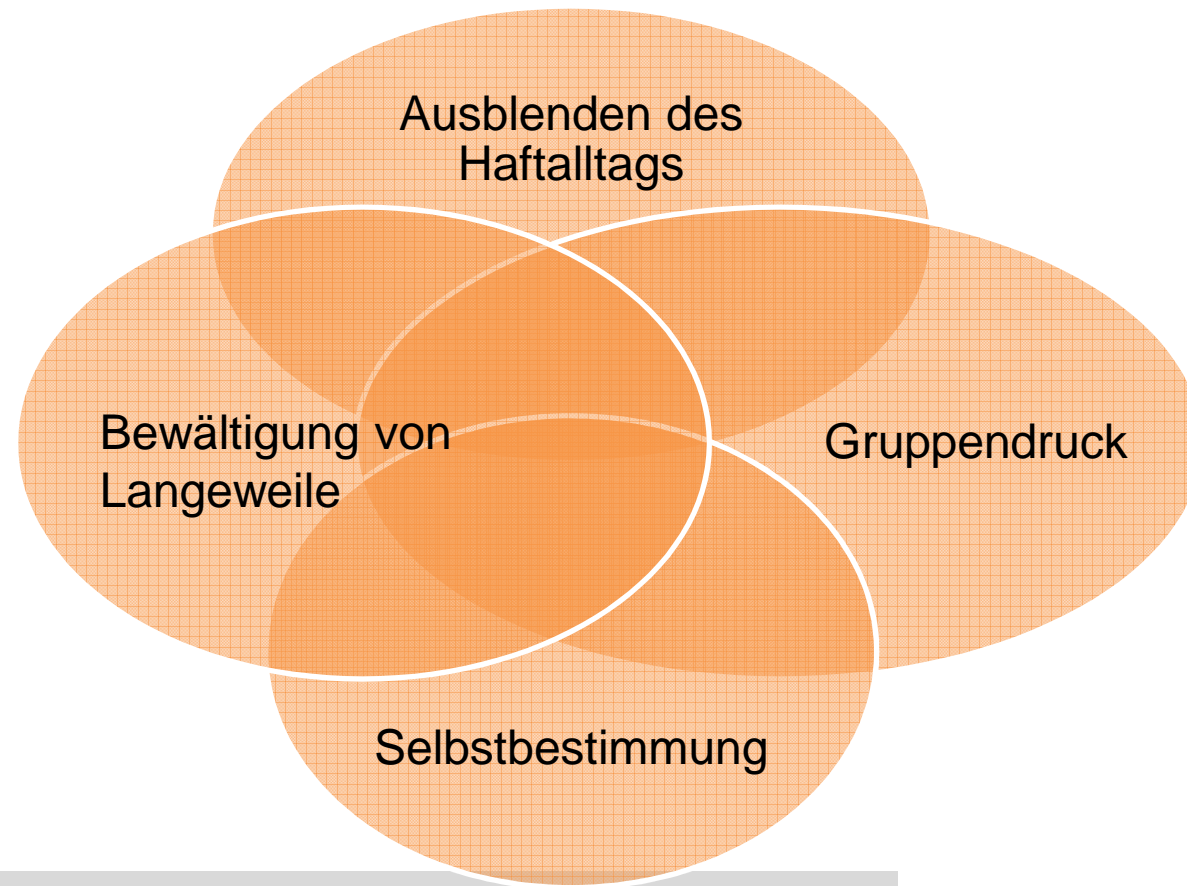 Ausblenden des
Haftalltags
Bewältigung von
Langeweile
Gruppendruck
Selbstbestimmung